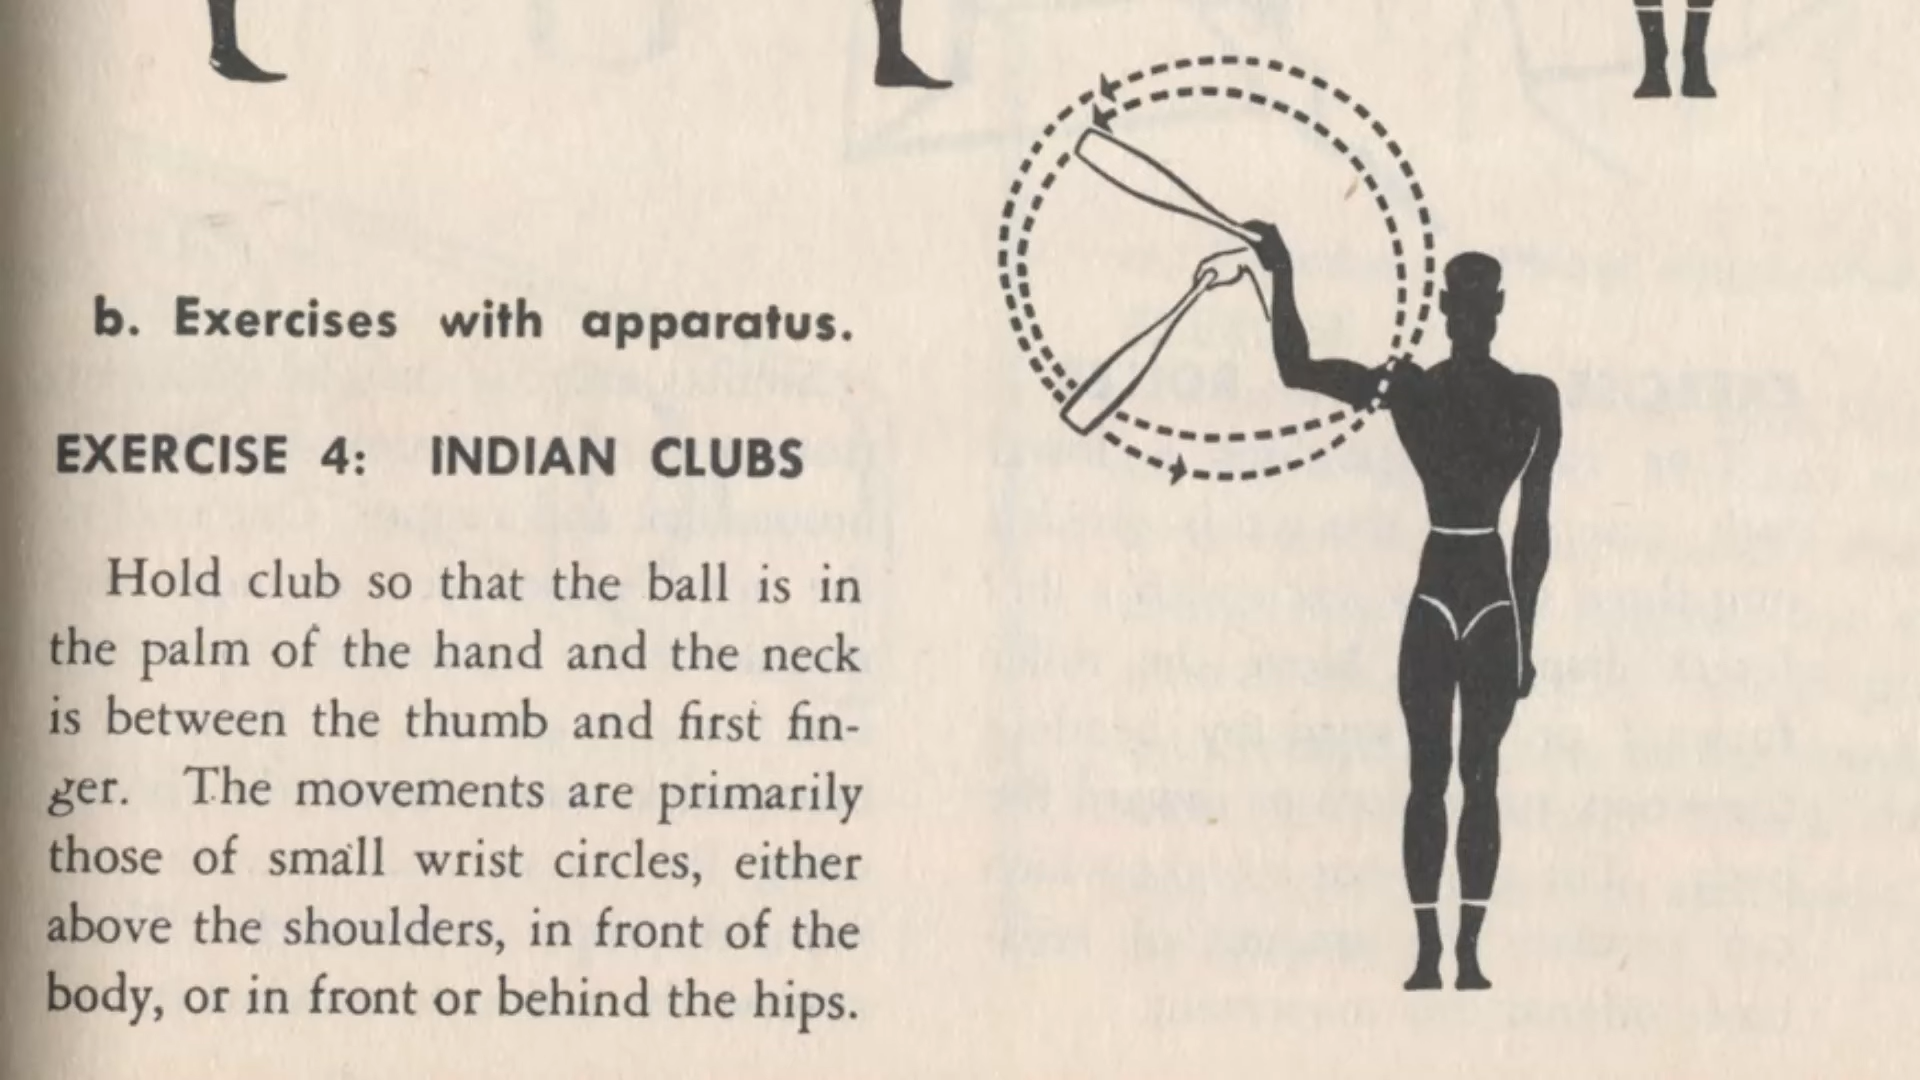 b. Exercises with apparatus.
EXERCISE 4: INDIAN CLUBS
Hold club so that the ball is in
the palm of the hand and the neck
is between the thumb and first fin-
ger. The movements are primarily
those of small wrist circles, either
above the shoulders, in front of the
body, or in front or behind the hips.